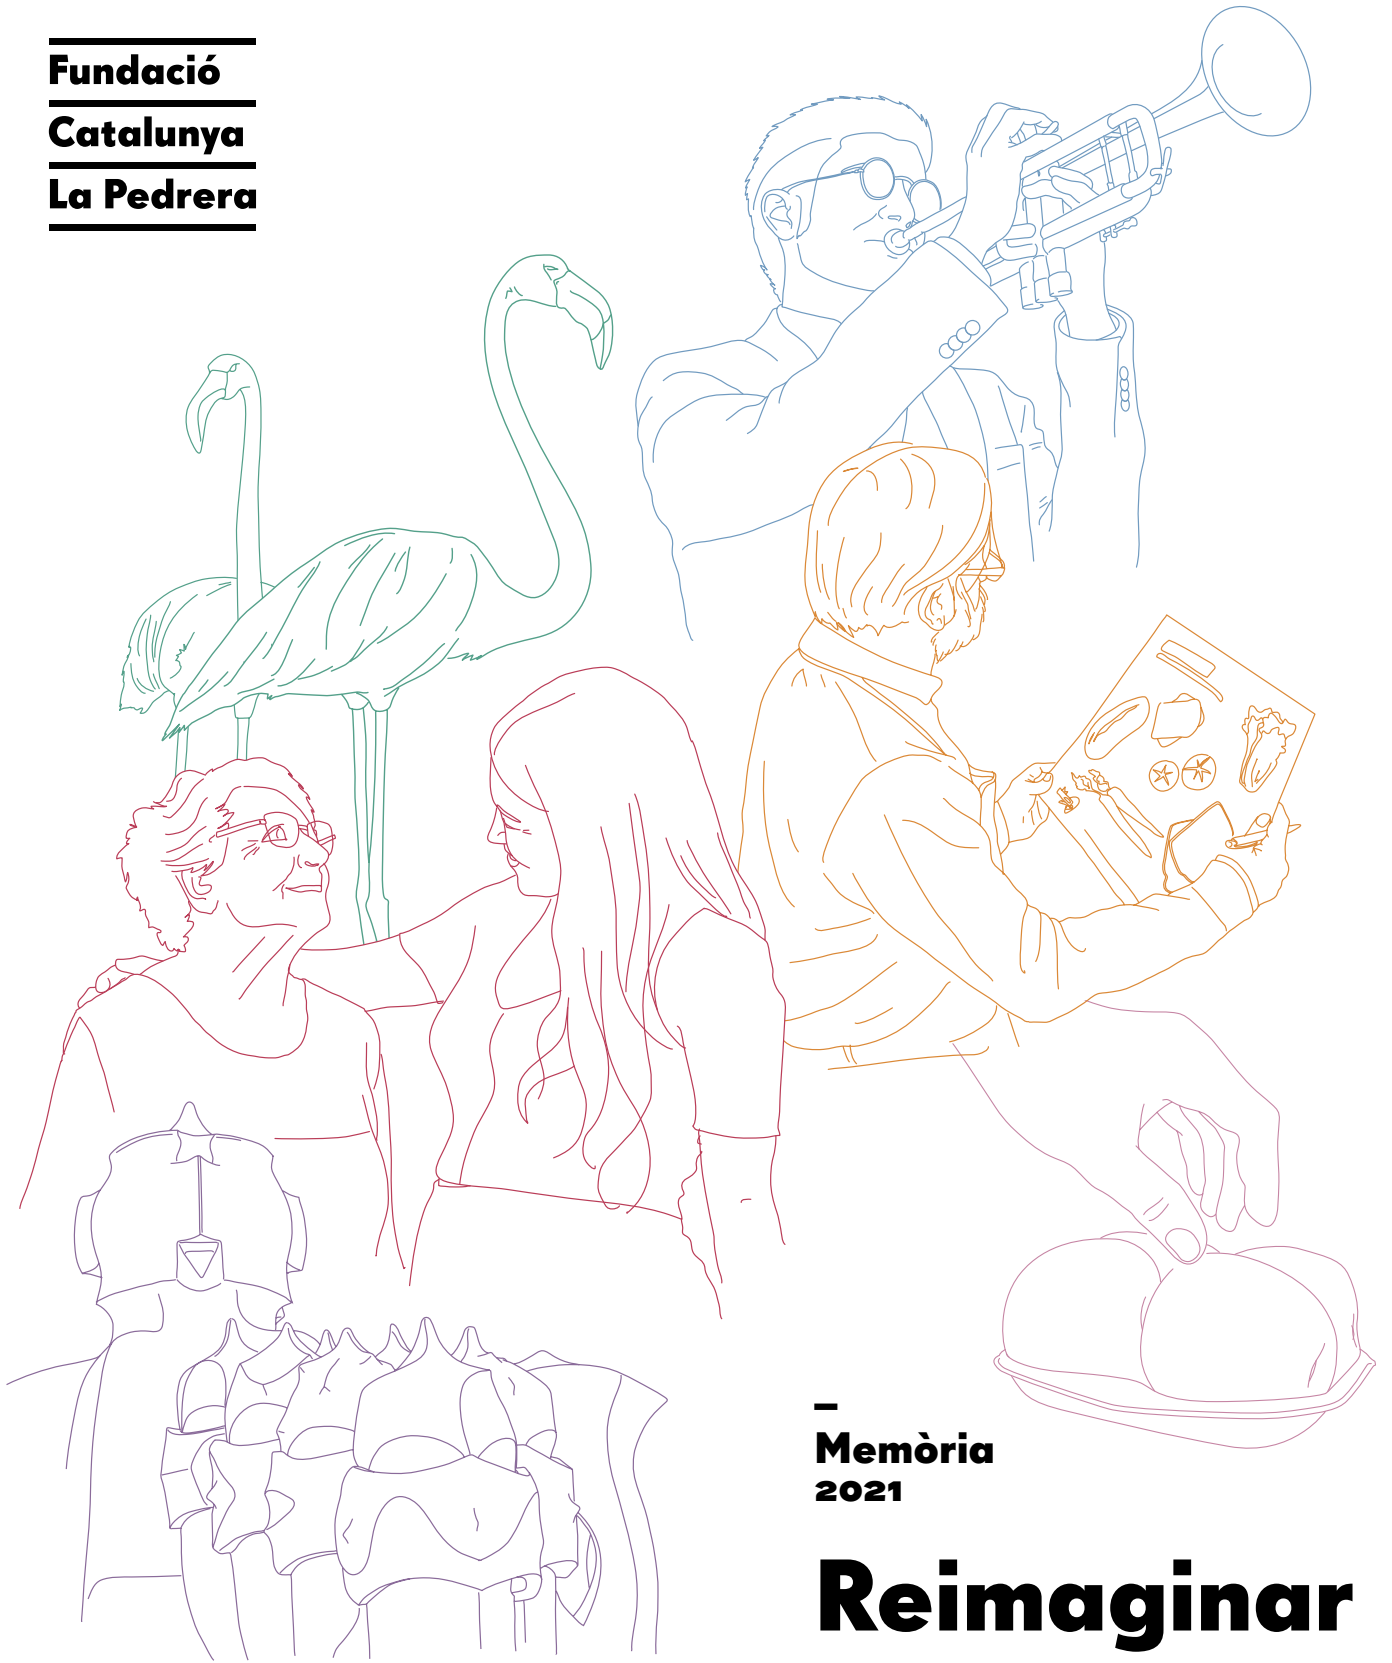 Fundació
Catalunya
La Pedrera
–
Memòria
2021
Reimaginar